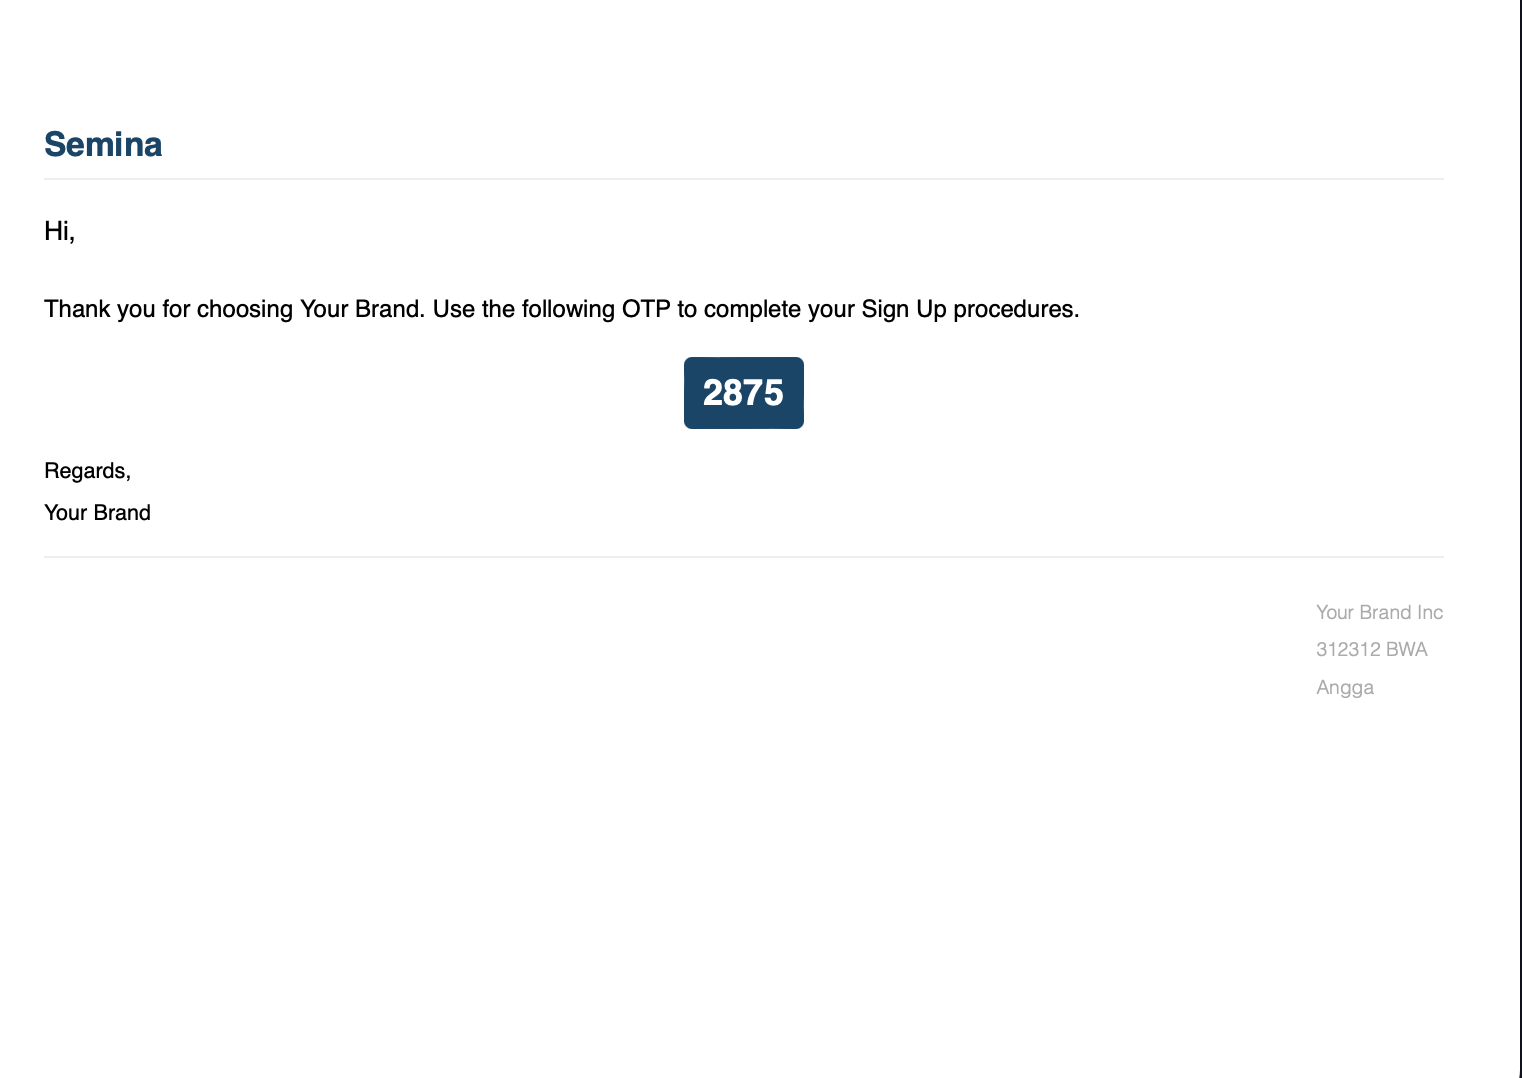 Semina
Hi,
Thank you for choosing Your Brand. Use the following OTP to complete your Sign Up procedures.
2875
Regards,
Your Brand
Your Brand Inc
312312 BWA
Angga